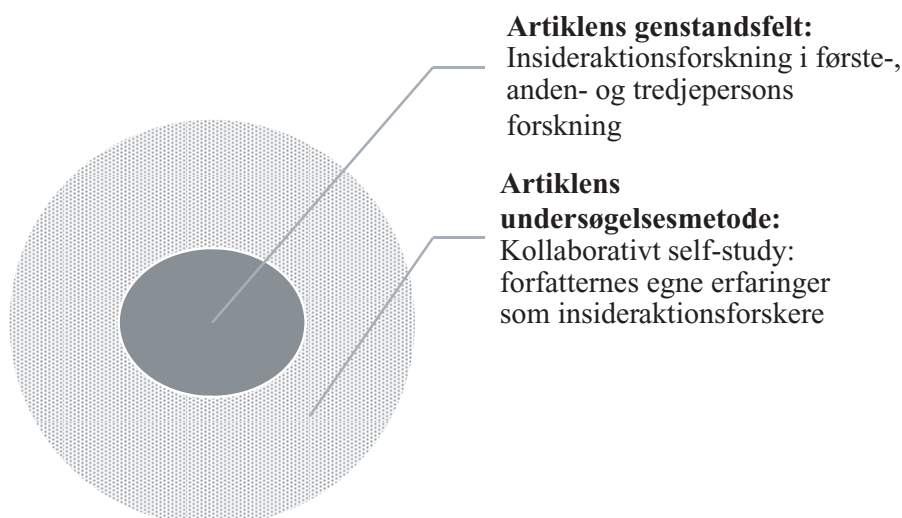 Artiklens genstandsfelt:
Insideraktionsforskning i første-,
anden- og tredjepersons
forskning
Artiklens
undersøgelsesmetode:
Kollaborativt self-study:
forfatternes egne erfaringer
som insideraktionsforskere